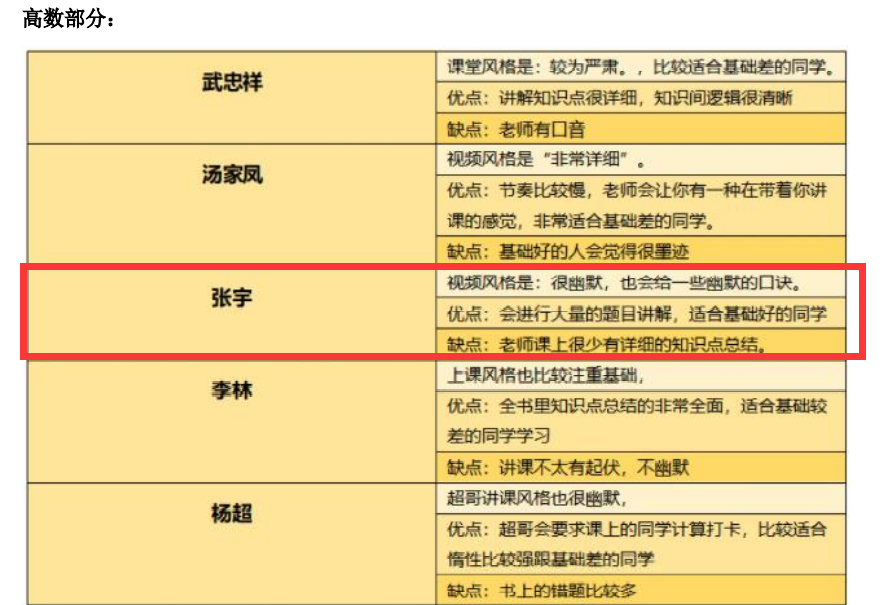 高数部分：
武忠祥
课堂风格是：较为严肃。，比较适合基础差的同学。
优点：讲解知识点很详细，知识间逻辑很清晰
缺点：老师有口音
汤家凤
视频风格是“非常详细”。
优点：节奏比较慢，老师会让你有一种在带着你讲
课的感觉，非常适合基础差的同学。
缺点：基础好的人会觉得很墨迹
张宇
视频风格是：很幽默，也会给一些幽默的口诀。
优点：会进行大量的题目讲解，适合基础好的同学
缺点：老师课上很少有详细的知识点总结。
李林
上课风格也比较注重基础，
优点：全书里知识点总结的非常全面，适合基础较
差的同学学习
缺点：讲课不太有起伏，不幽默
杨超
超哥讲课风格也很幽默，
优点：超哥会要求课上的同学计算打卡，比较适合
惰性比较强跟基础差的同学
缺点：书上的错题比较多